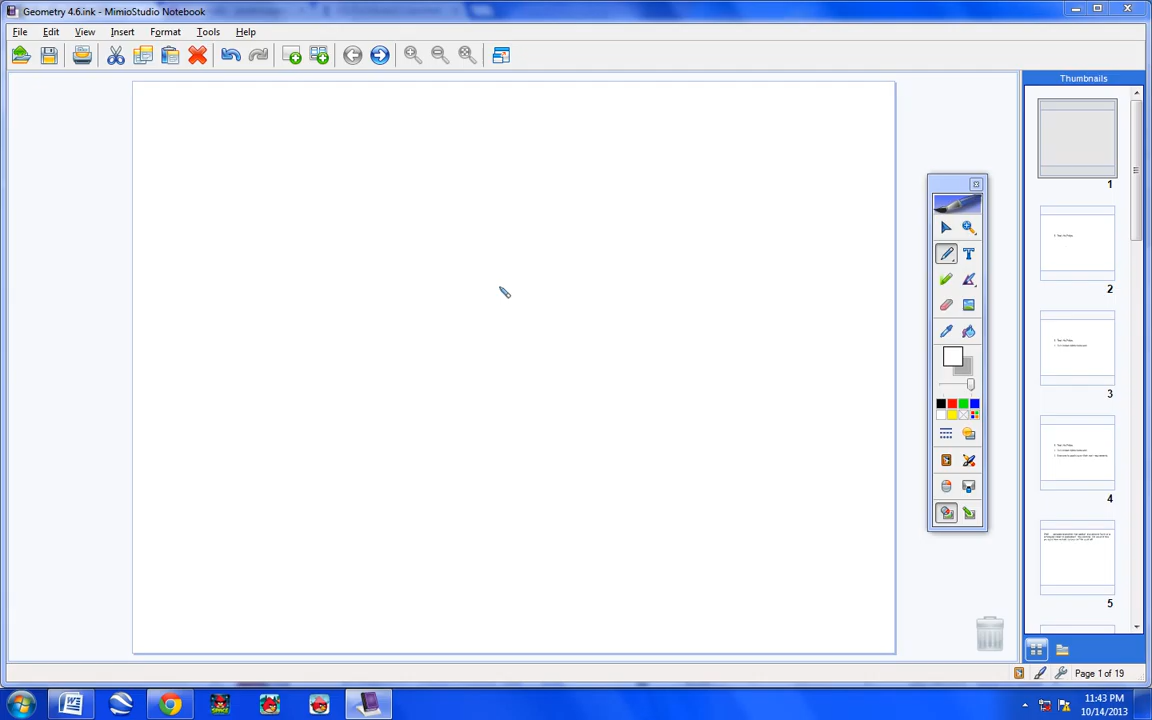 Geometry 4.6.ink - MimioStudio Notebook
File Edit View Insert Format Tools Help
Thumbnails
1
2
3
4
5
Page 1 of 19
11:43 PM
10/14/2013